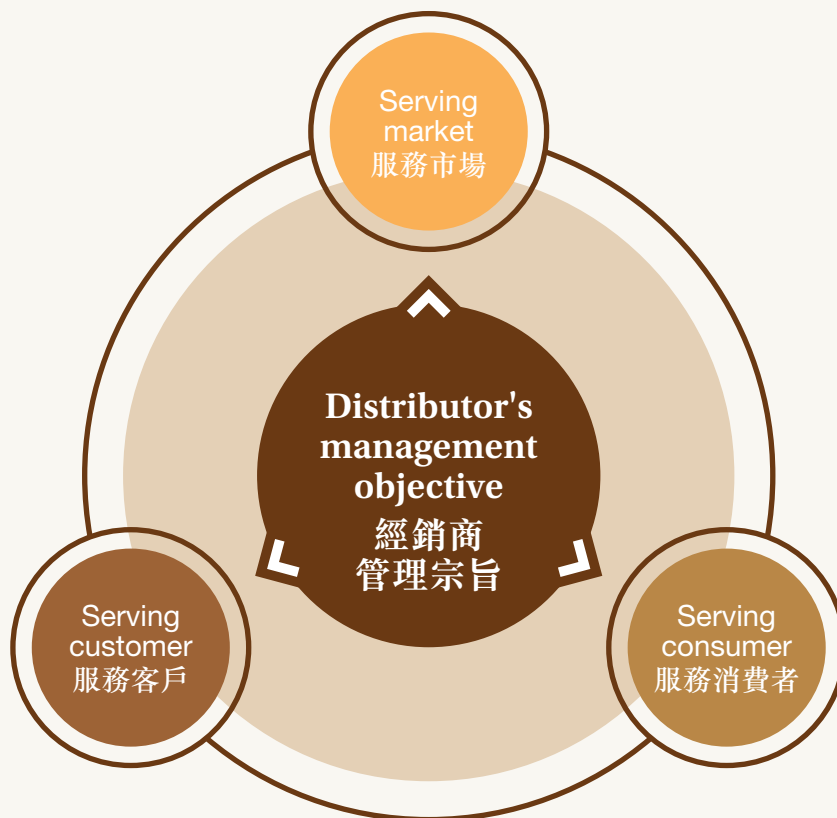 Serving
market
服務市場
Distributor's
management
objective
經銷商
管理宗旨
Serving
customer
服務客戶
Serving
consumer
服務消費者